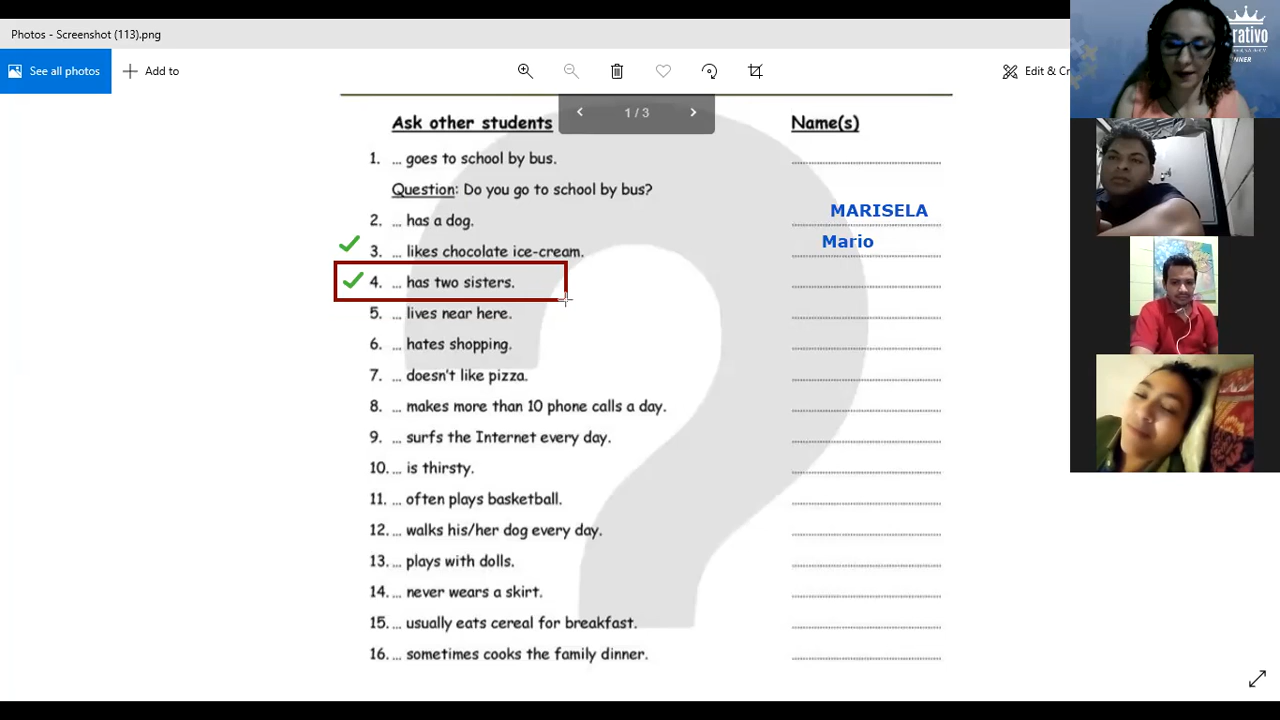 Photos - Screenshot (113).png
See all photos
Add to
Edit & Cr
rativo
NNER
1 / 3
Ask other students
Name(s)
1. ... goes to school by bus.
Question: Do you go to school by bus?
MARISELA
2. ... has a dog.
Mario
3. ... likes chocolate ice-cream.
4. ... has two sisters.
5. ... lives near here.
6. ... hates shopping.
7. ... doesn't like pizza.
8. ... makes more than 10 phone calls a day.
9. ... surfs the Internet every day.
10. ... is thirsty.
11. ... often plays basketball.
12. ... walks his/her dog every day.
13. ... plays with dolls.
14. ... never wears a skirt.
15. ... usually eats cereal for breakfast.
16. ... sometimes cooks the family dinner.